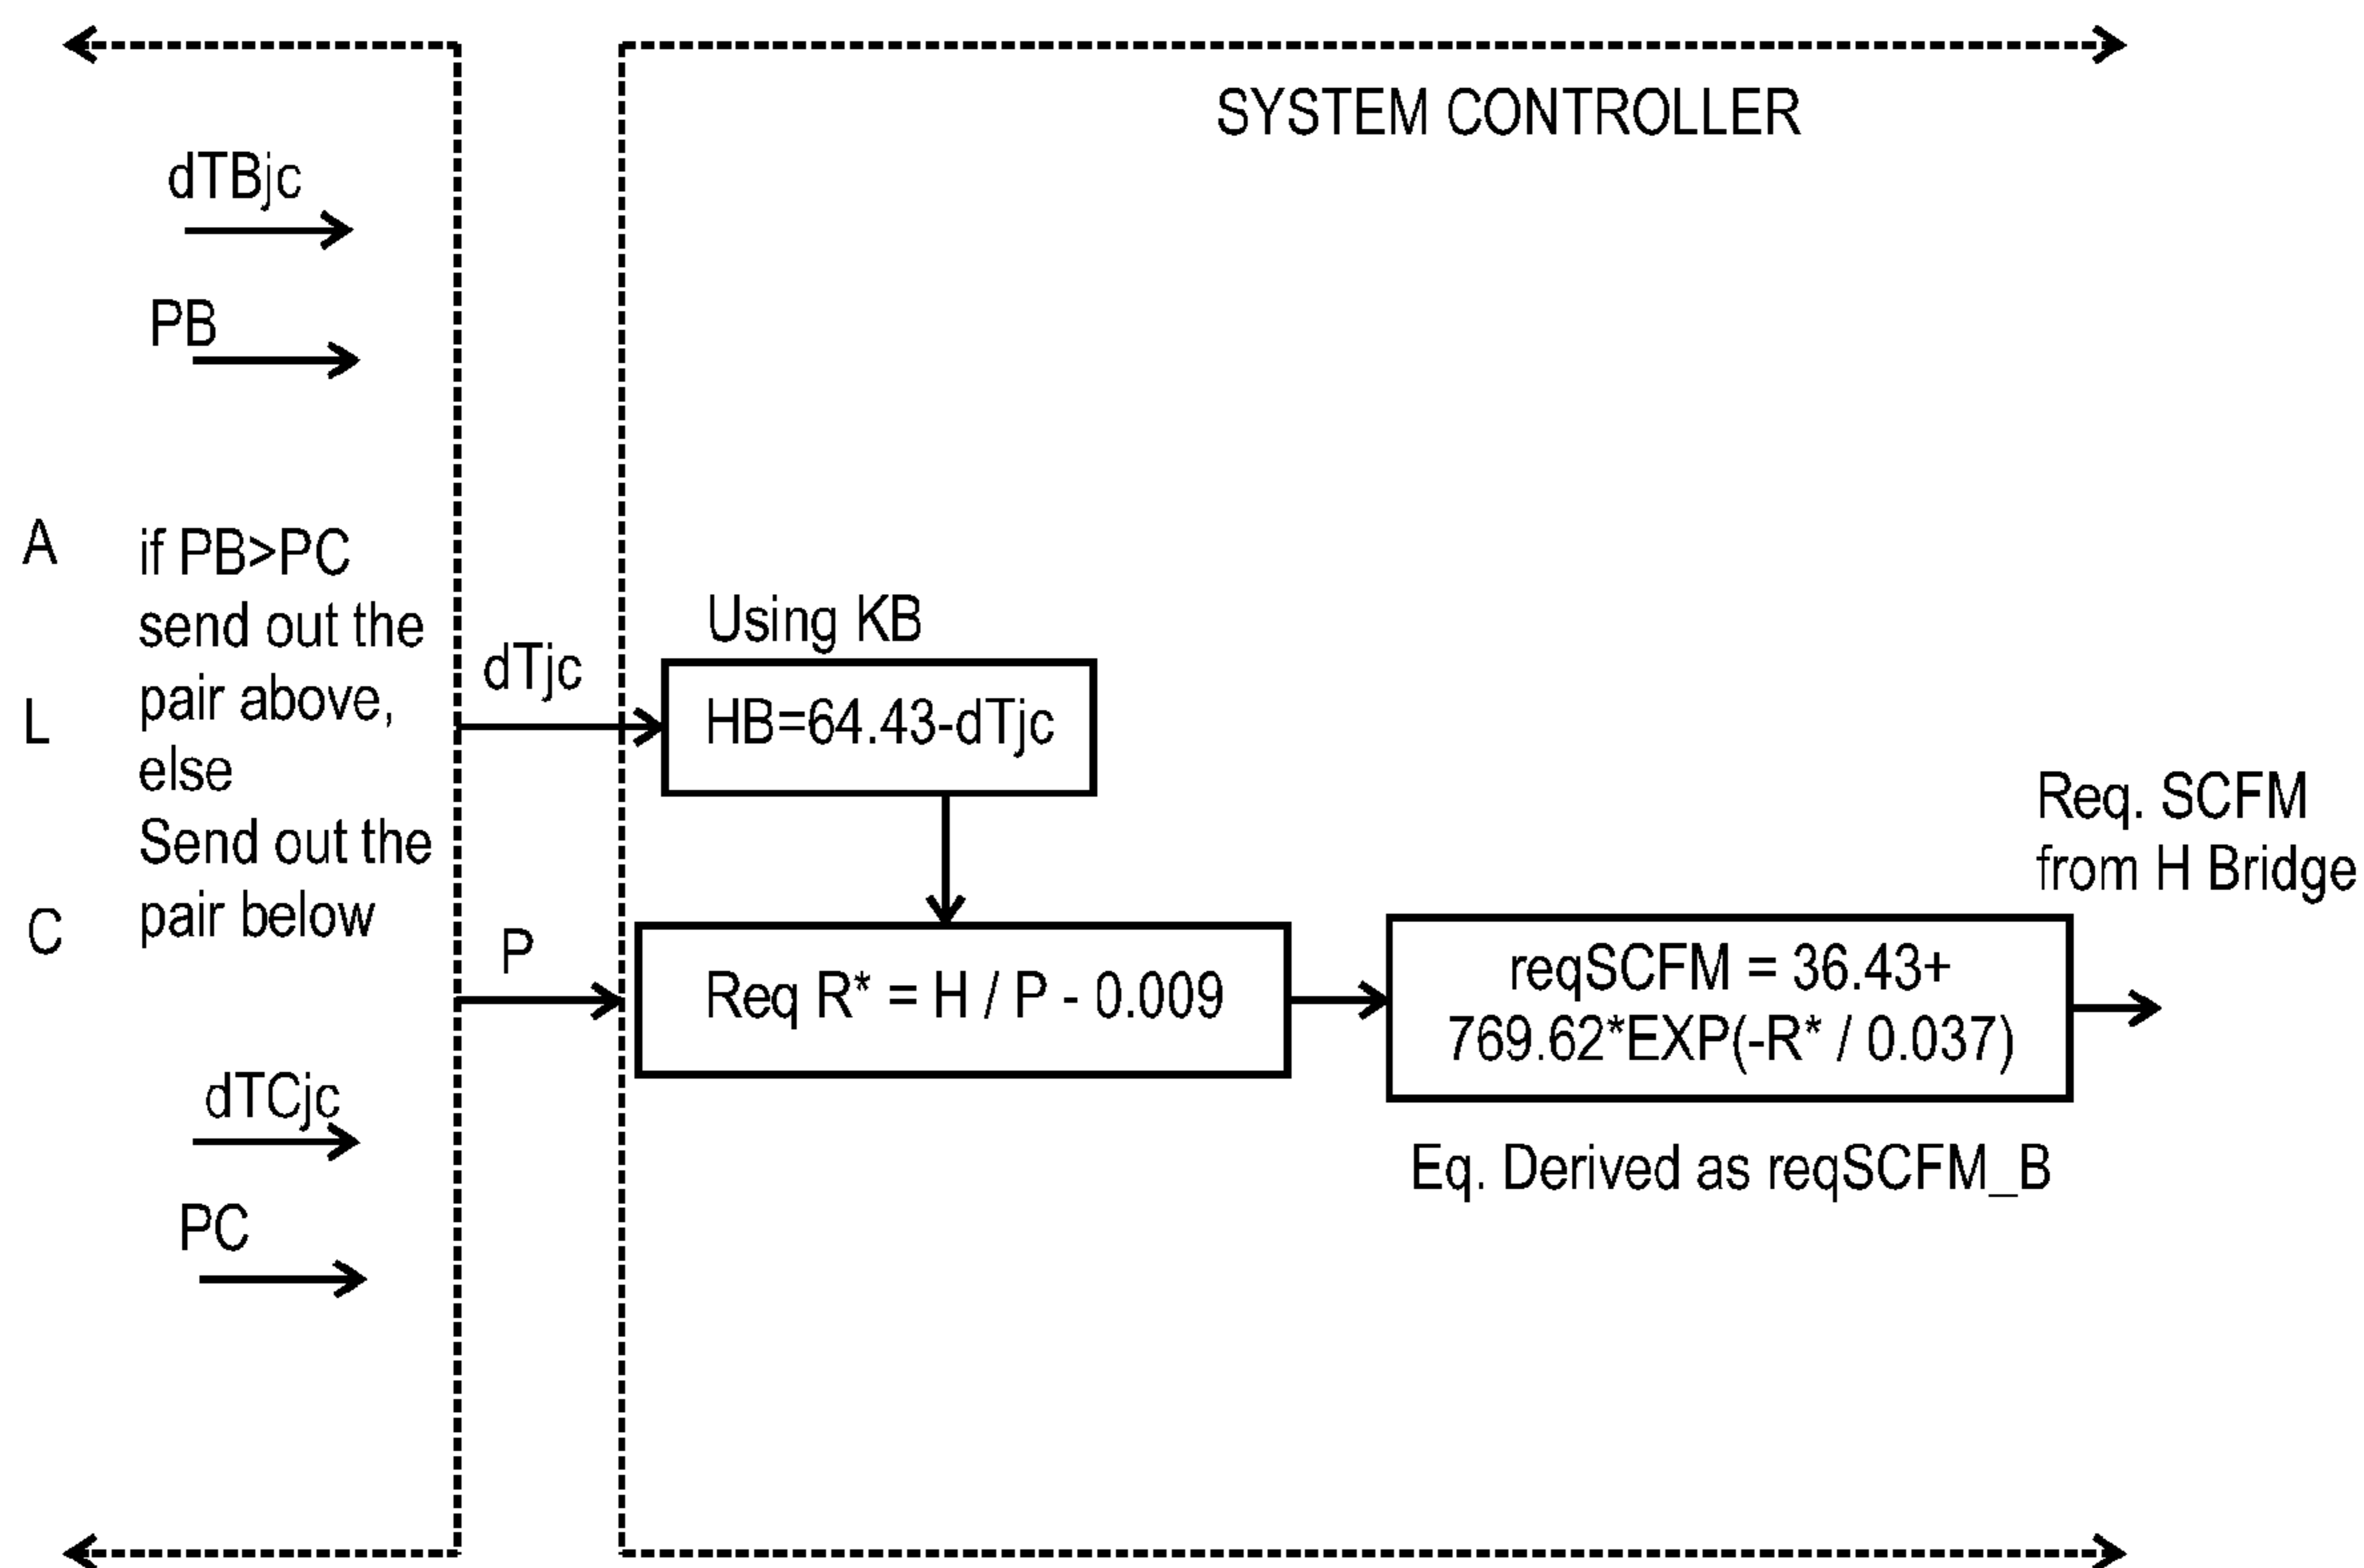 SYSTEM CONTROLLER
dTBjc
PB
A
if PB>PC
send out the
pair above,
else
Send out the
pair below
L
C
dTjc
P
Using KB
HB=64.43-dTjc
Req R* = H / P - 0.009
reqSCFM = 36.43+
769.62*EXP(-R* / 0.037)
Eq. Derived as reqSCFM_B
Req. SCFM
from H Bridge
dTCjc
PC